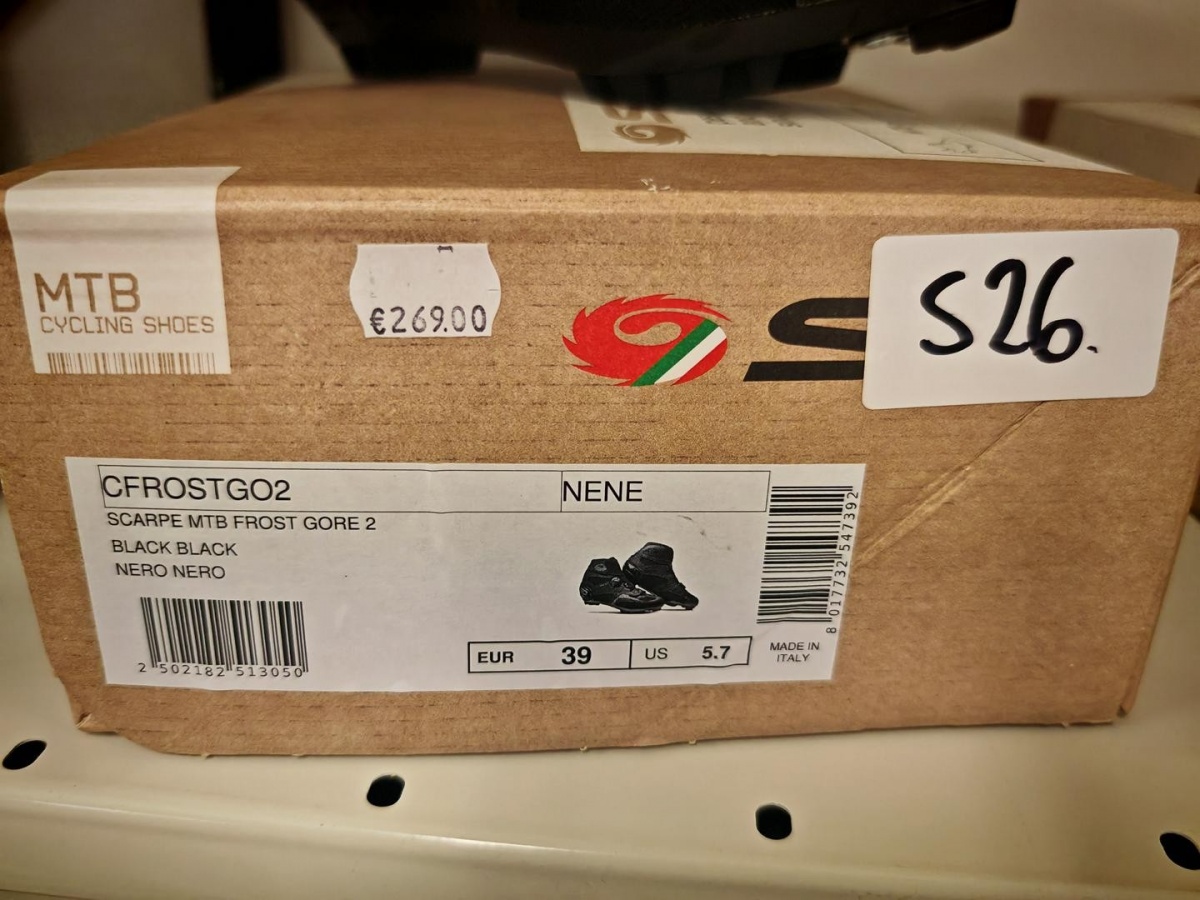 MTB
CYCLING SHOES
€269.00
S
S26.
CFROSTGO2
NENE
SCARPE MTB FROST GORE 2
BLACK BLACK
NERO NERO
2 502182 513050
EUR 39 US 5.7
MADE IN
ITALY
8 017732 547392